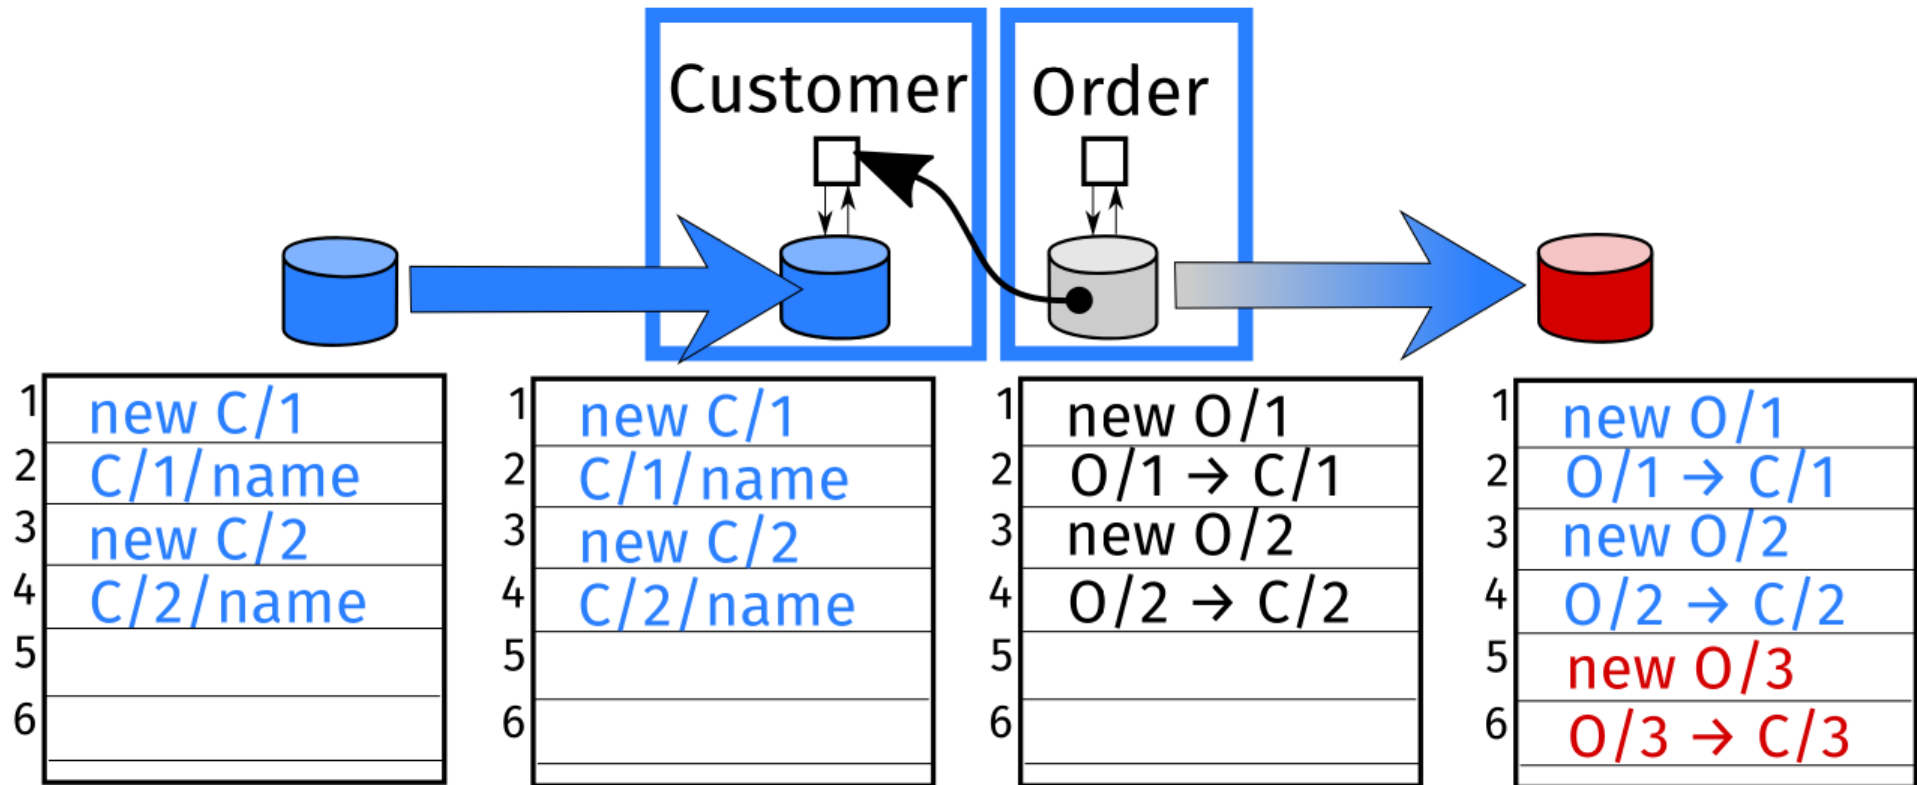 Customer
Order
1 new C/1
2 C/1/name
3 new C/2
4 C/2/name
5
6
1 new C/1
2 C/1/name
3 new C/2
4 C/2/name
5
6
1 new O/1
2 O/1 → C/1
3 new O/2
4 O/2 → C/2
5
6
1 new O/1
2 O/1 → C/1
3 new O/2
4 O/2 → C/2
5 new O/3
6 O/3 → C/3